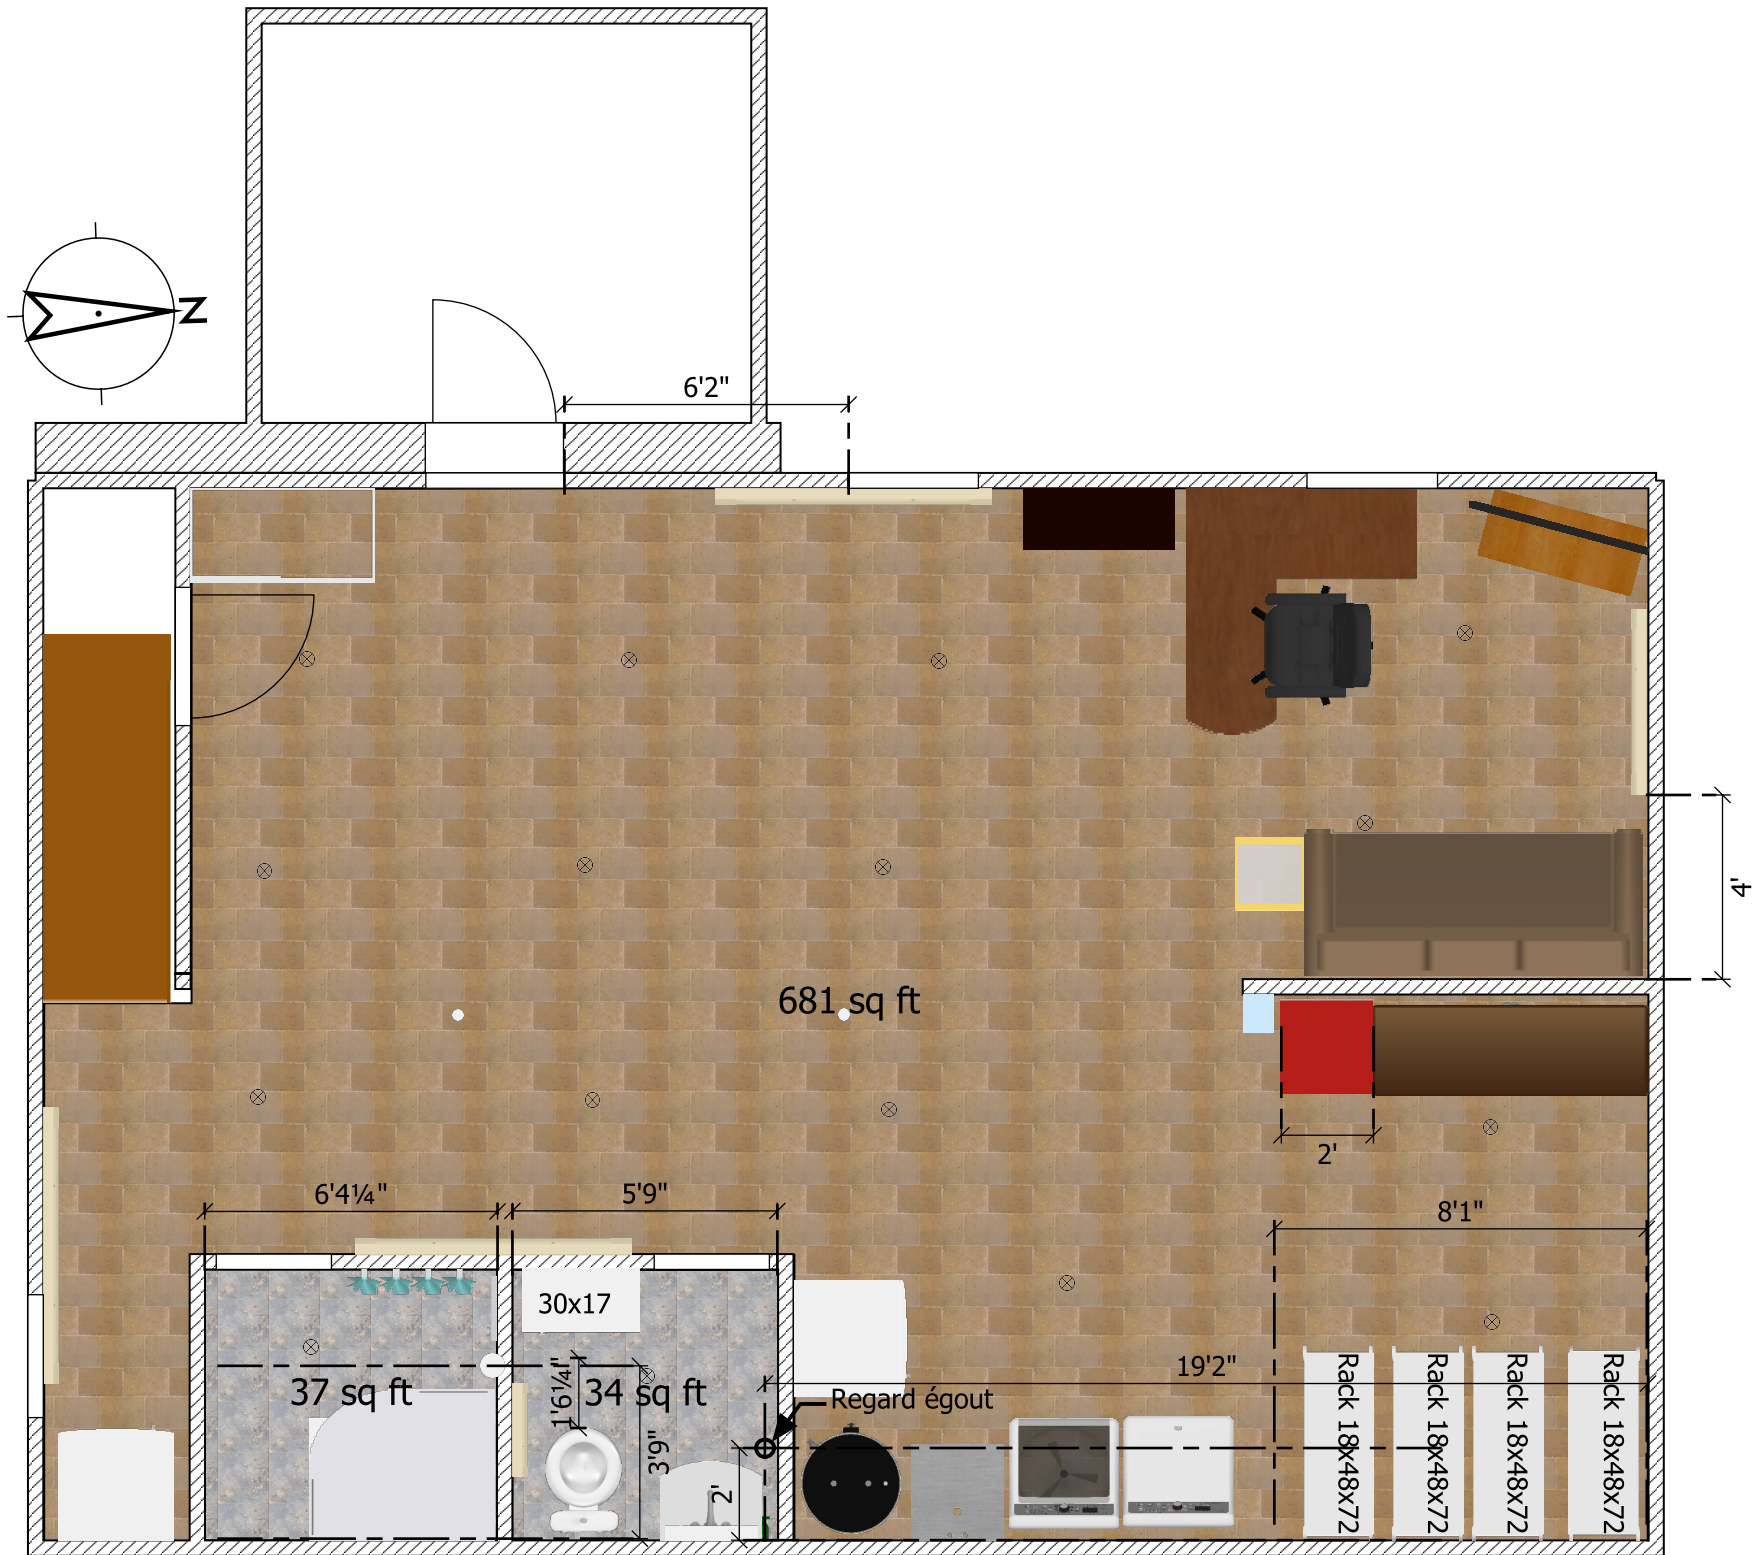 N
6'2"
4'
681 sq ft
2'
6'4¼"
5'9"
8'1"
30x17
19'2"
37 sq ft
34 sq ft
1'6¼"
3'9"
2'
Regard égout
Rack 18x48x72
Rack 18x48x72
Rack 18x48x72
Rack 18x48x72